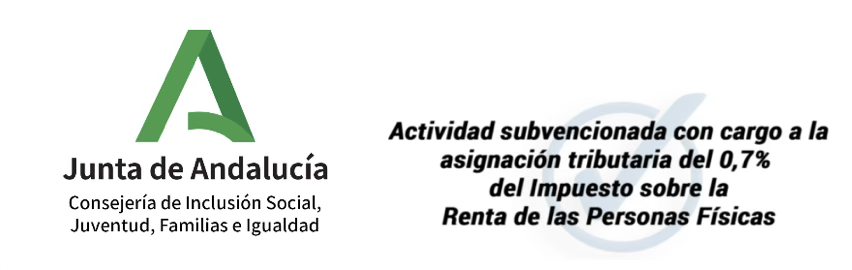 Junta de Andalucía
Consejería de Inclusión Social,
Juventud, Familias e Igualdad
Actividad subvencionada con cargo a la
asignación tributaria del 0,7%
del Impuesto sobre la
Renta de las Personas Físicas